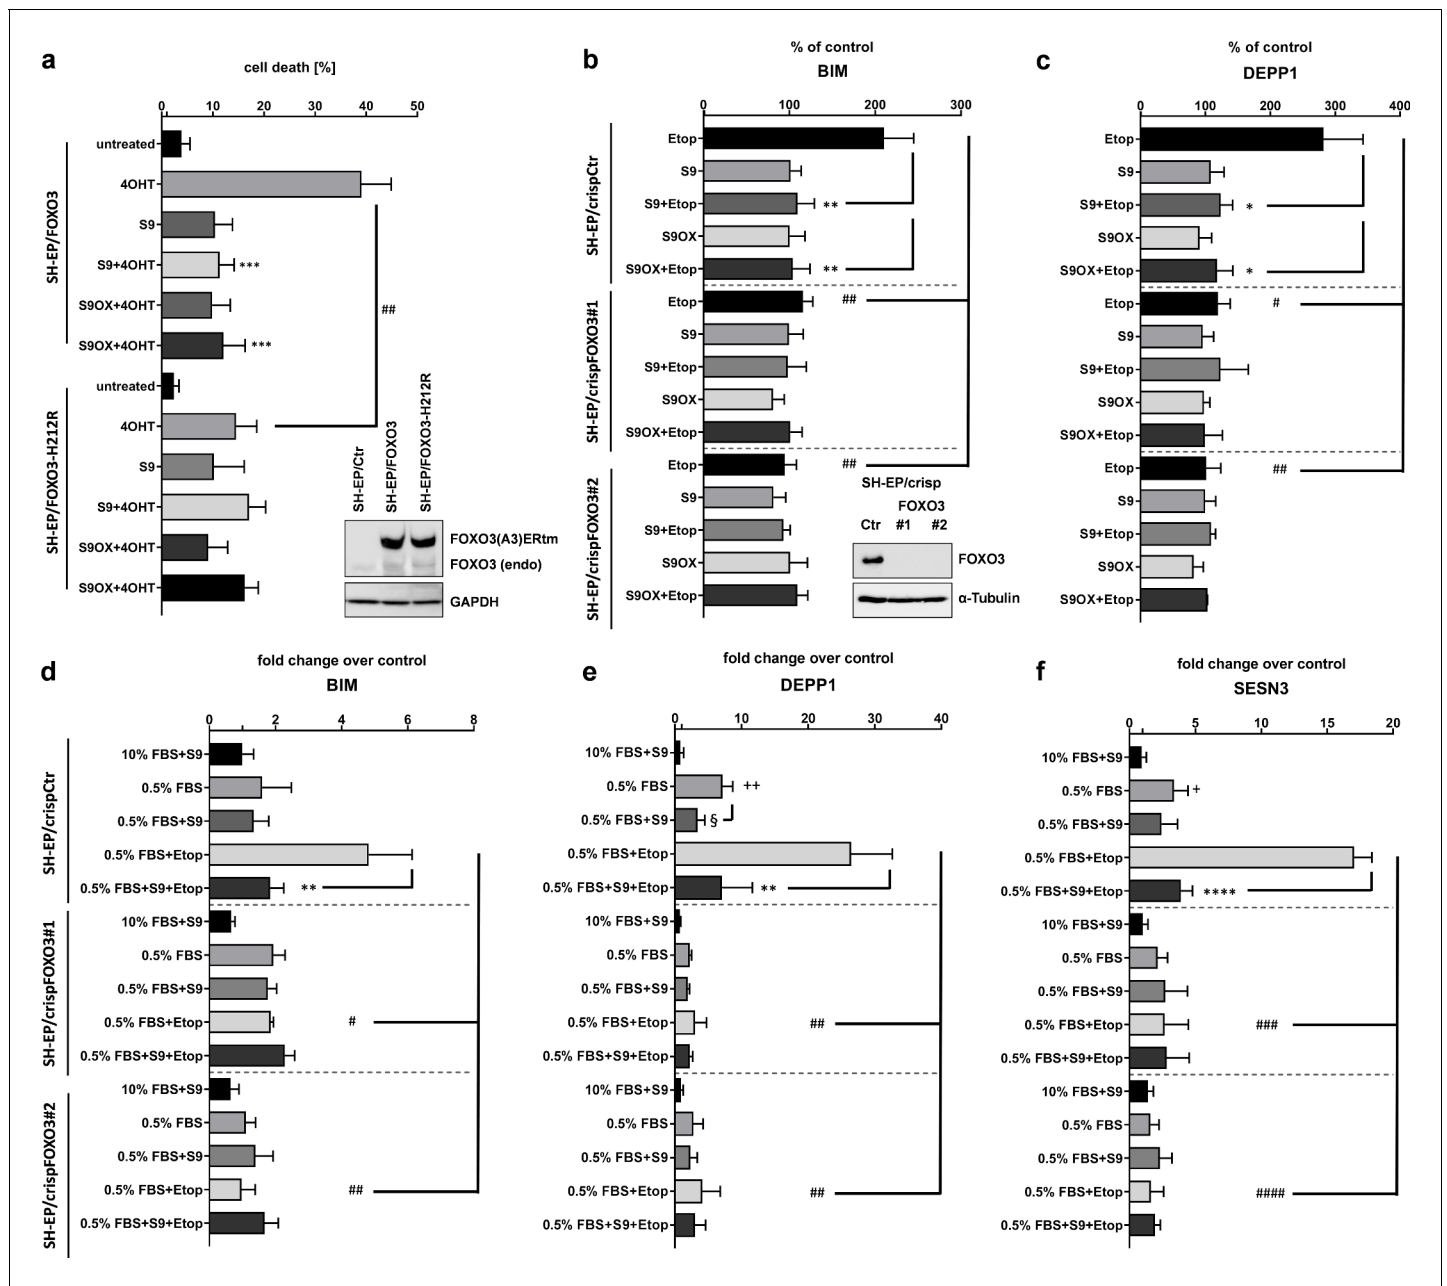 a
cell death [%]
0 10 20 30 40 50
SH-EP/FOXO3
untreated
4OHT
S9
S9+4OHT ***
S9OX+4OHT
S9OX+4OHT ***
##
SH-EP/FOXO3-H212R
untreated
4OHT
S9
S9+4OHT
S9OX+4OHT
S9OX+4OHT
SH-EP/Ctr
SH-EP/FOXO3
SH-EP/FOXO3-H212R
FOXO3(A3)ERtm
FOXO3 (endo)
GAPDH
b
% of control
BIM
0 100 200 300
SH-EP/crispCtr
Etop
S9
S9+Etop **
S9OX
S9OX+Etop **
SH-EP/crispFOXO3#1
Etop ##
S9
S9+Etop
S9OX
S9OX+Etop
SH-EP/crispFOXO3#2
Etop ##
S9
S9+Etop
S9OX
S9OX+Etop
SH-EP/crisp
FOXO3
Ctr #1 #2
FOXO3
α-Tubulin
c
% of control
DEPP1
0 100 200 300 400
Etop
S9
S9+Etop *
S9OX
S9OX+Etop *
Etop #
S9
S9+Etop
S9OX
S9OX+Etop
Etop ##
S9
S9+Etop
S9OX
S9OX+Etop
d
fold change over control
BIM
0 2 4 6 8
SH-EP/crispCtr
10% FBS+S9
0.5% FBS
0.5% FBS+S9
0.5% FBS+Etop
0.5% FBS+S9+Etop **
SH-EP/crispFOXO3#1
10% FBS+S9
0.5% FBS
0.5% FBS+S9
0.5% FBS+Etop #
0.5% FBS+S9+Etop
SH-EP/crispFOXO3#2
10% FBS+S9
0.5% FBS
0.5% FBS+S9
0.5% FBS+Etop ##
0.5% FBS+S9+Etop
e
fold change over control
DEPP1
0 10 20 30 40
10% FBS+S9
0.5% FBS ++
0.5% FBS+S9 §
0.5% FBS+Etop
0.5% FBS+S9+Etop **
10% FBS+S9
0.5% FBS
0.5% FBS+S9
0.5% FBS+Etop ##
0.5% FBS+S9+Etop
10% FBS+S9
0.5% FBS
0.5% FBS+S9
0.5% FBS+Etop ##
0.5% FBS+S9+Etop
f
fold change over control
SESN3
0 5 10 15 20
10% FBS+S9
0.5% FBS +
0.5% FBS+S9
0.5% FBS+Etop
0.5% FBS+S9+Etop ****
10% FBS+S9
0.5% FBS
0.5% FBS+S9
0.5% FBS+Etop ###
0.5% FBS+S9+Etop
10% FBS+S9
0.5% FBS
0.5% FBS+S9
0.5% FBS+Etop ####
0.5% FBS+S9+Etop